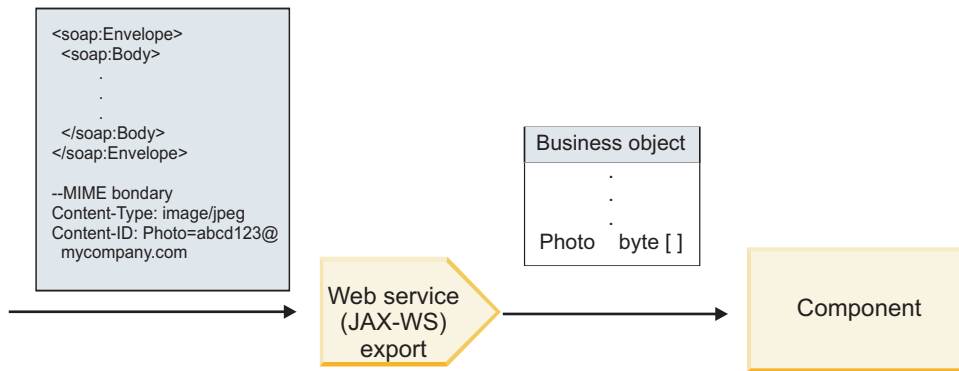 <soap:Envelope>
<soap:Body>
.
.
.
</soap:Body>
</soap:Envelope>
--MIME bondary
Content-Type: image/jpeg
Content-ID: Photo=abcd123@
mycompany.com
Web service
(JAX-WS)
export
Business object
.
.
.
Photo byte [ ]
Component